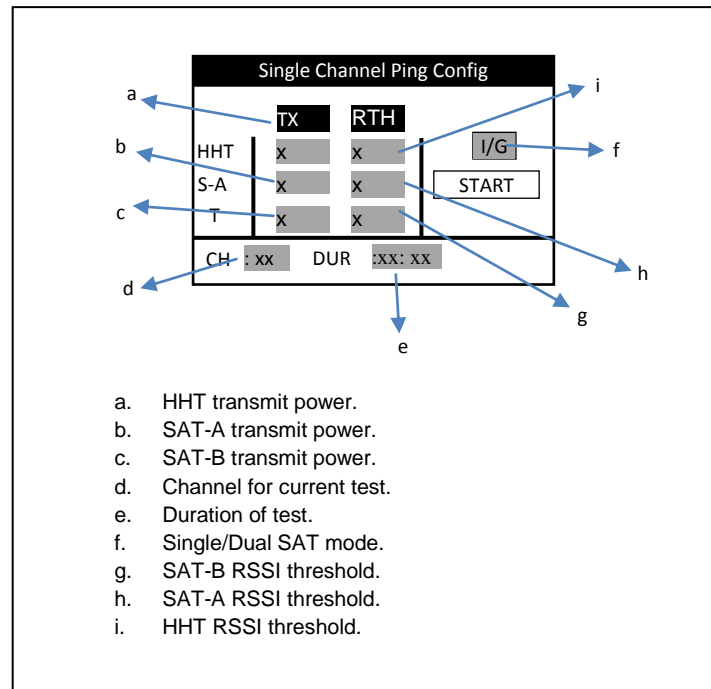 Single Channel Ping Config
a
i
TX RTH
b
HHT x x I/G f
S-A x x START
c
T x x
CH : xx DUR :xx: xx
d
h
g
e
a. HHT transmit power.
b. SAT-A transmit power.
c. SAT-B transmit power.
d. Channel for current test.
e. Duration of test.
f. Single/Dual SAT mode.
g. SAT-B RSSI threshold.
h. SAT-A RSSI threshold.
i. HHT RSSI threshold.